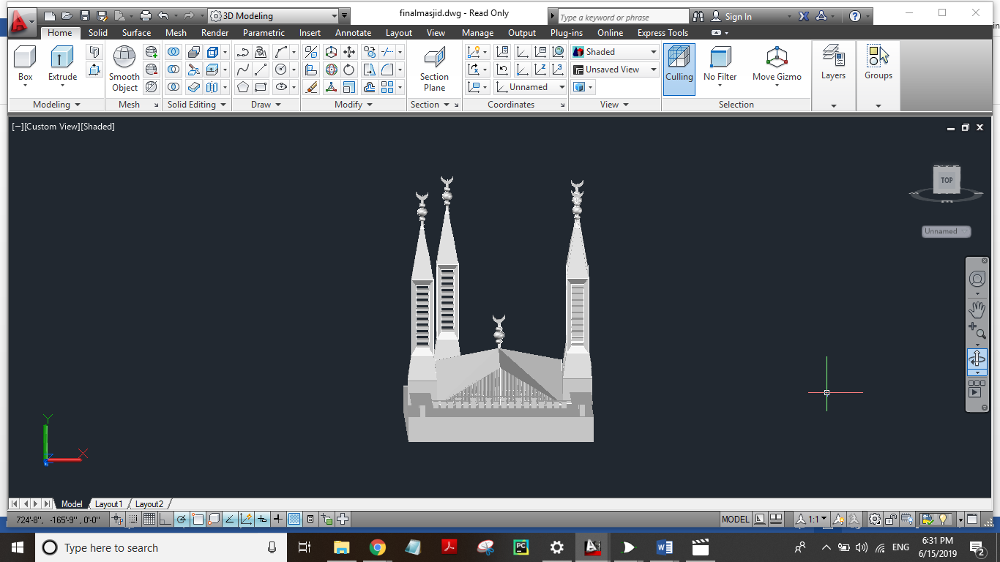 3D Modeling
finalmasjid.dwg - Read Only
Type a keyword or phrase
Sign In
Home Solid Surface Mesh Render Parametric Insert Annotate Layout View Manage Output Plug-ins Online Express Tools
Box
Extrude
Smooth
Object
Section
Plane
Shaded
Unsaved View
Unnamed
Culling
No Filter
Move Gizmo
Layers
Groups
Modeling
Mesh
Solid Editing
Draw
Modify
Section
Coordinates
View
Selection
[−][Custom View][Shaded]
TOP
Unnamed
Y
X
Model Layout1 Layout2
724'-8", -165'-9" , 0'-0"
MODEL
1:1
Type here to search
PC
ENG
6:31 PM
6/15/2019
2